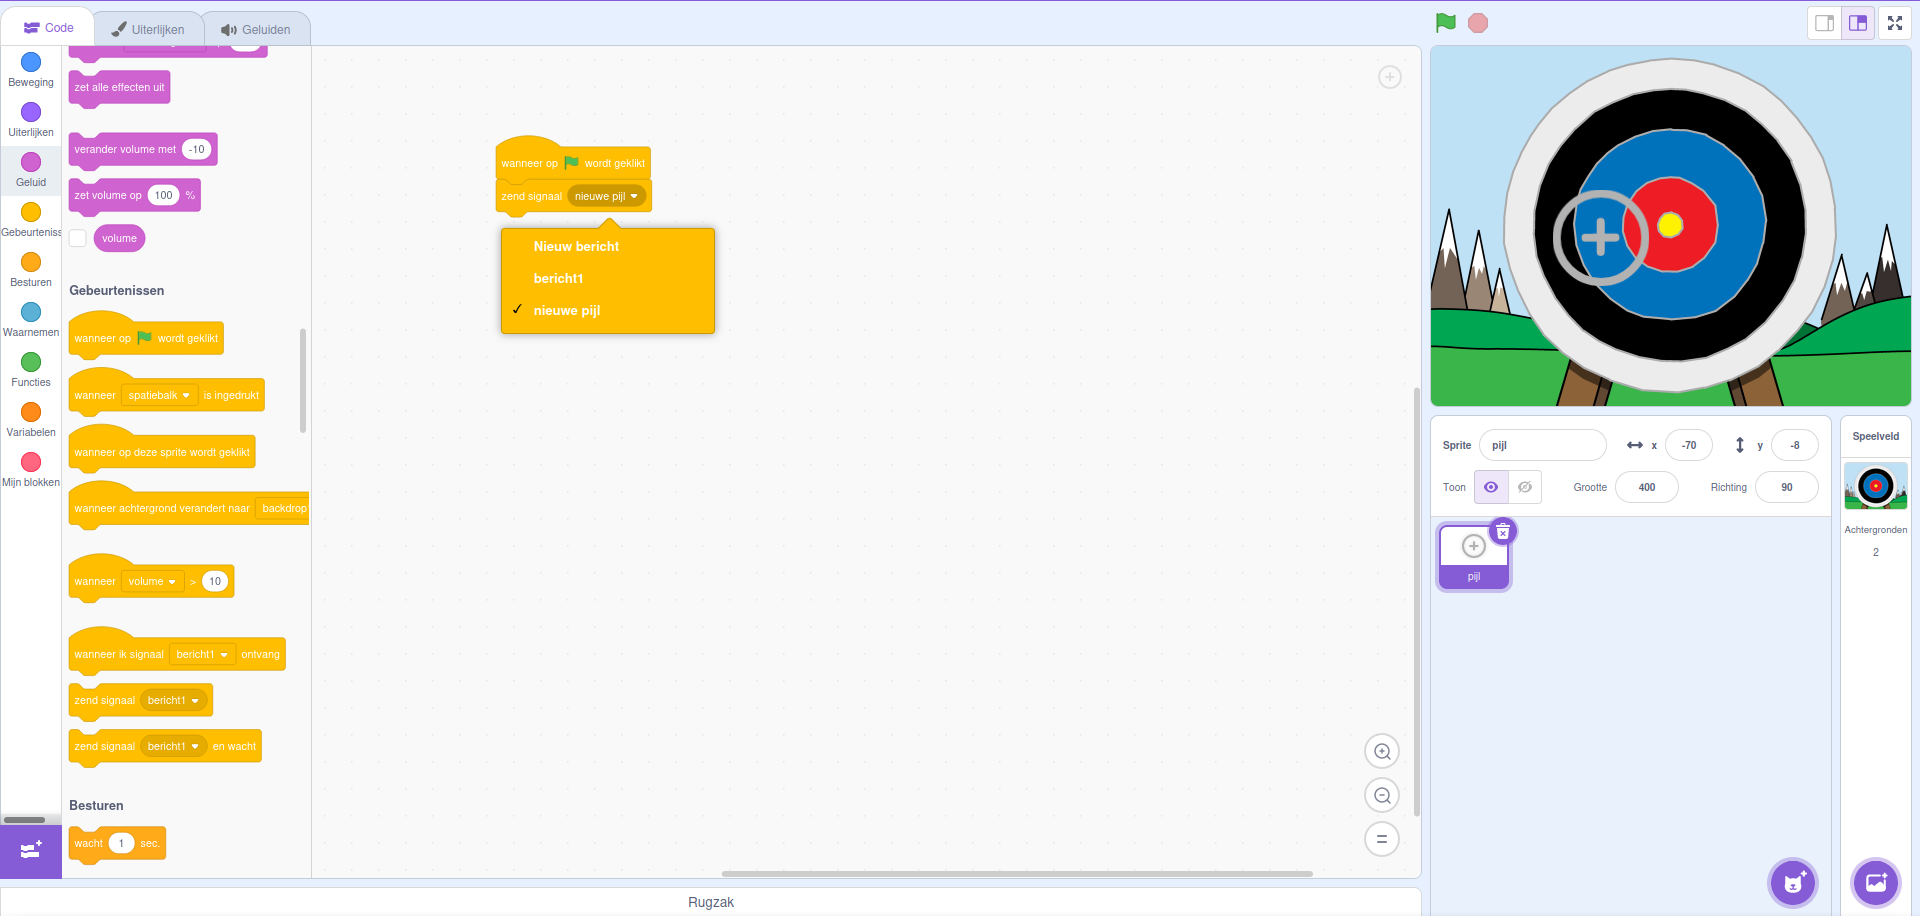 Code
Uiterlijken
Geluiden
Beweging
Uiterlijken
Geluid
Gebeurteniss
Besturen
Waarnemen
Functies
Variabelen
Mijn blokken
zet alle effecten uit
verander volume met -10
zet volume op 100 %
volume
Gebeurtenissen
wanneer op wordt geklikt
wanneer spatiebalk is ingedrukt
wanneer op deze sprite wordt geklikt
wanneer achtergrond verandert naar backdrop
wanneer volume > 10
wanneer ik signaal bericht1 ontvang
zend signaal bericht1
zend signaal bericht1 en wacht
Besturen
wacht 1 sec.
wanneer op wordt geklikt
zend signaal nieuwe pijl
Nieuw bericht
bericht1
✓ nieuwe pijl
Rugzak
Sprite pijl x -70 y -8
Toon Grootte 400 Richting 90
pijl
Speelveld
Achtergronden
2